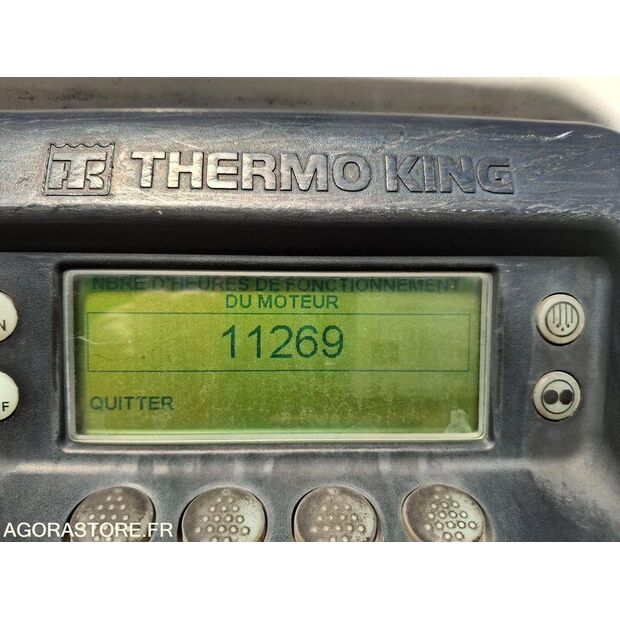 THERMO KING
NBRE D'HEURES DE FONCTIONNEMENT
DU MOTEUR
11269
QUITTER
N
F
AGORASTORE.FR